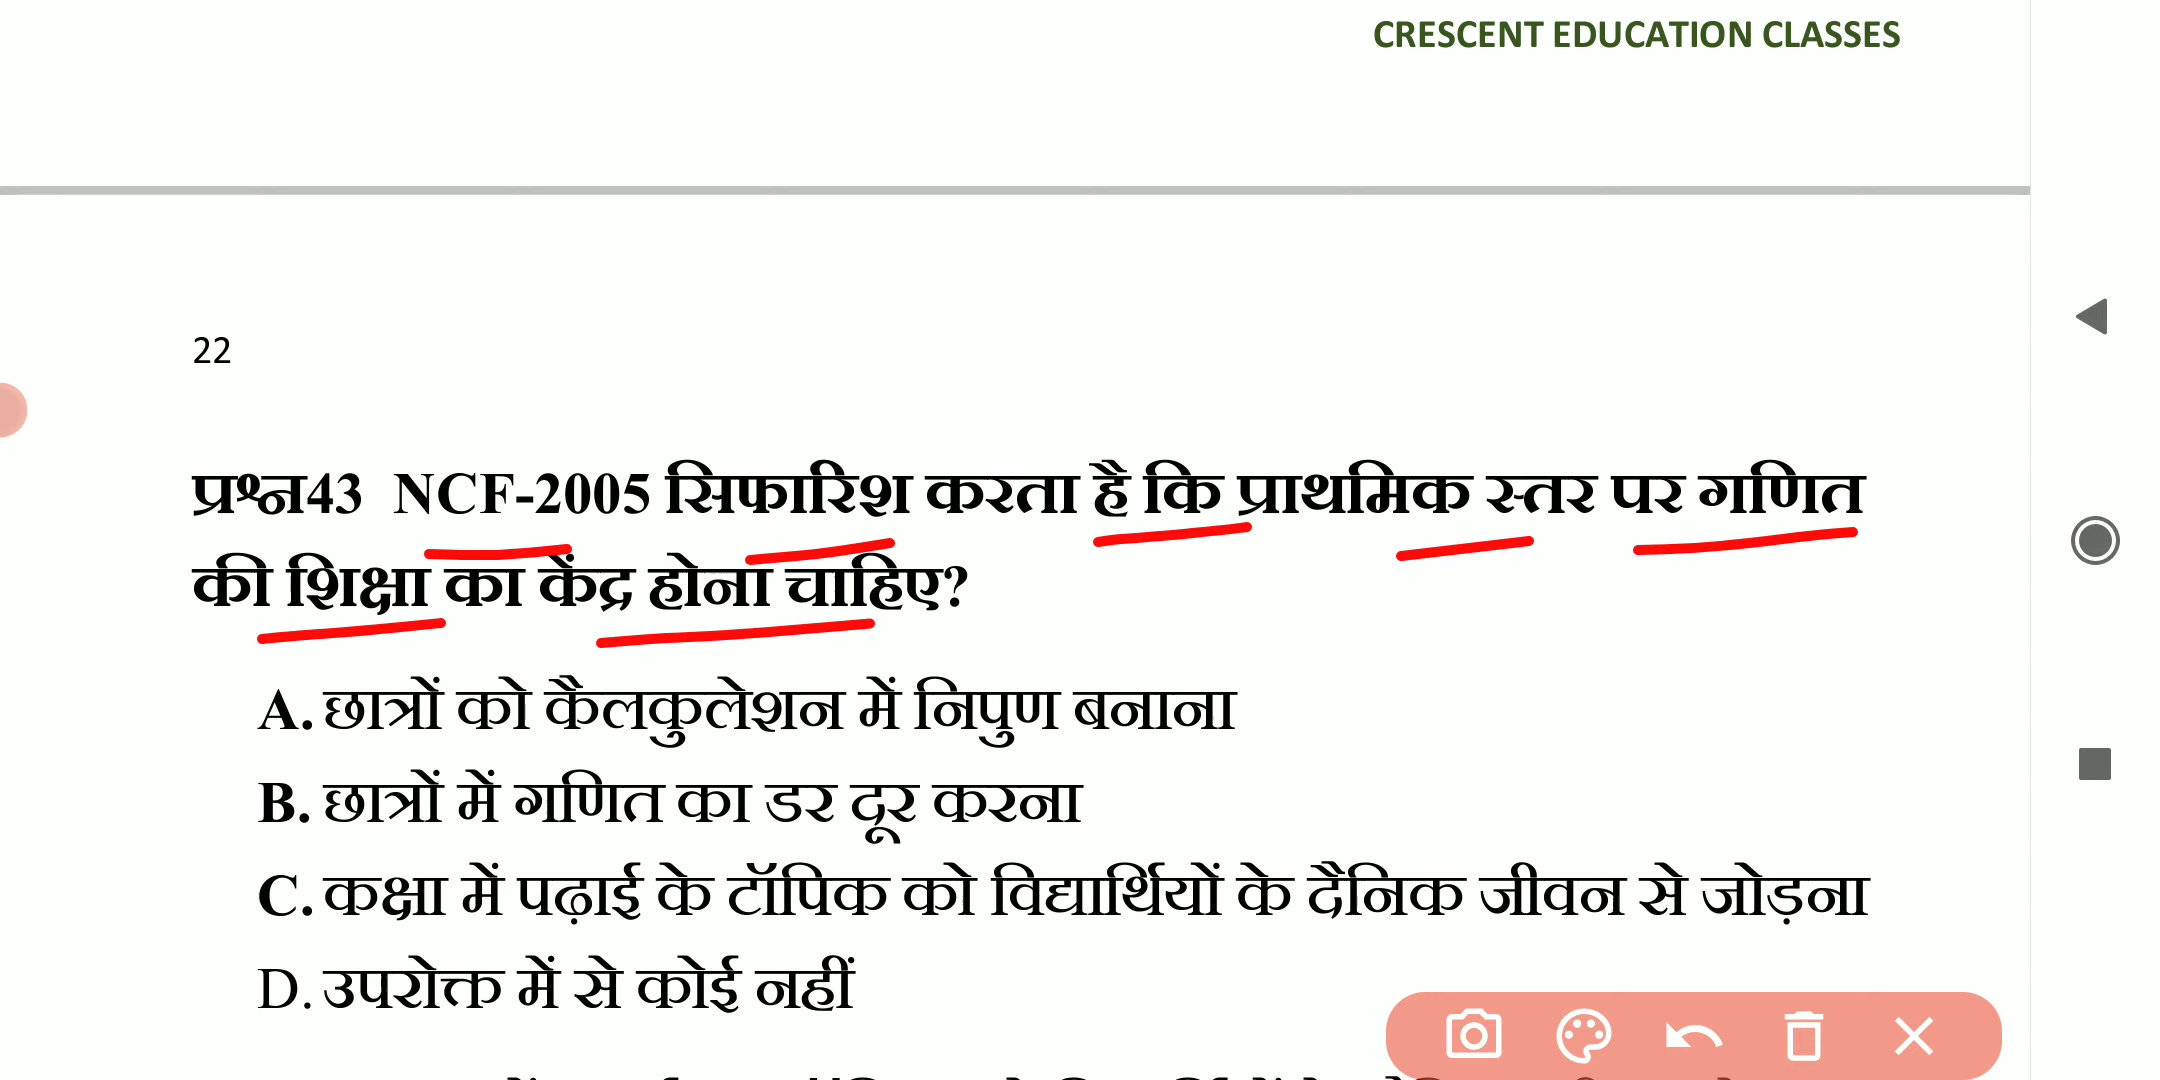 CRESCENT EDUCATION CLASSES
22
प्रश्न43 NCF-2005 सिफारिश करता है कि प्राथमिक स्तर पर गणित
की शिक्षा का केंद्र होना चाहिए?
A. छात्रों को कैलकुलेशन में निपुण बनाना
B. छात्रों में गणित का डर दूर करना
C. कक्षा में पढ़ाई के टॉपिक को विद्यार्थियों के दैनिक जीवन से जोड़ना
D. उपरोक्त में से कोई नहीं